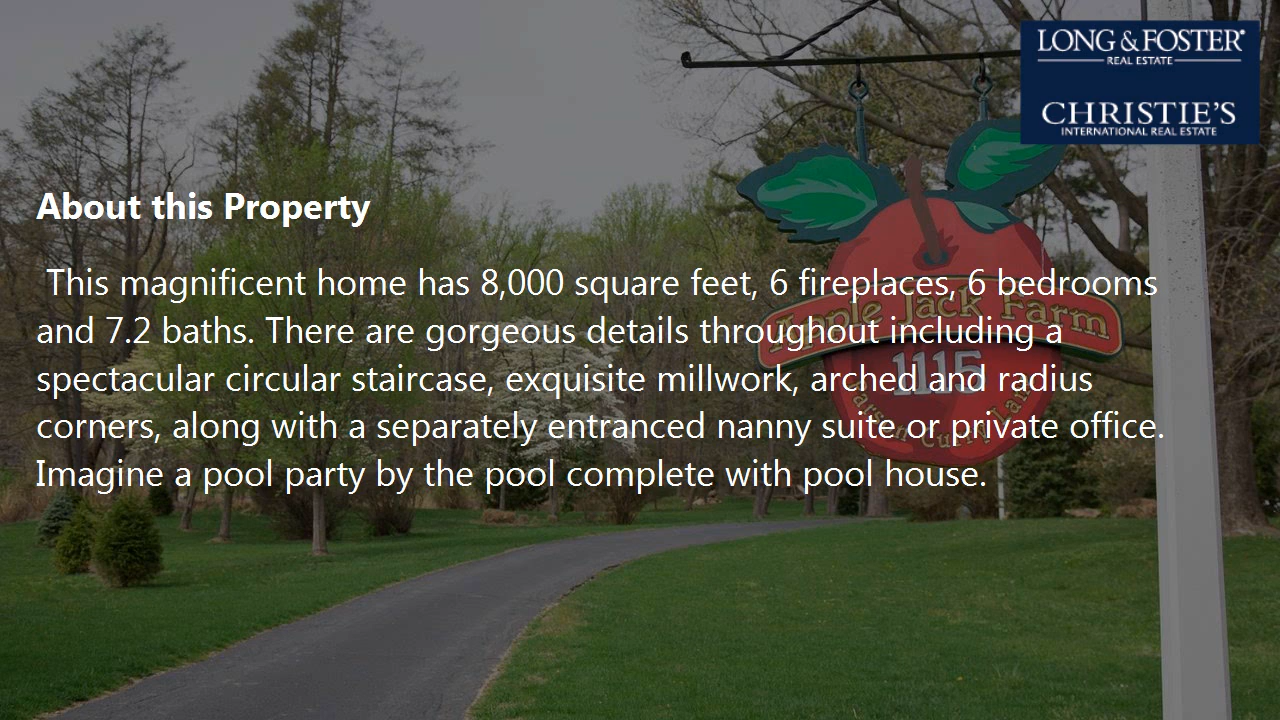 LONG & FOSTER®
REAL ESTATE
CHRISTIE'S
INTERNATIONAL REAL ESTATE
About this Property
This magnificent home has 8,000 square feet, 6 fireplaces, 6 bedrooms
and 7.2 baths. There are gorgeous details throughout including a
spectacular circular staircase, exquisite millwork, arched and radius
corners, along with a separately entranced nanny suite or private office.
Imagine a pool party by the pool complete with pool house.
Apple Jack Farm
1115